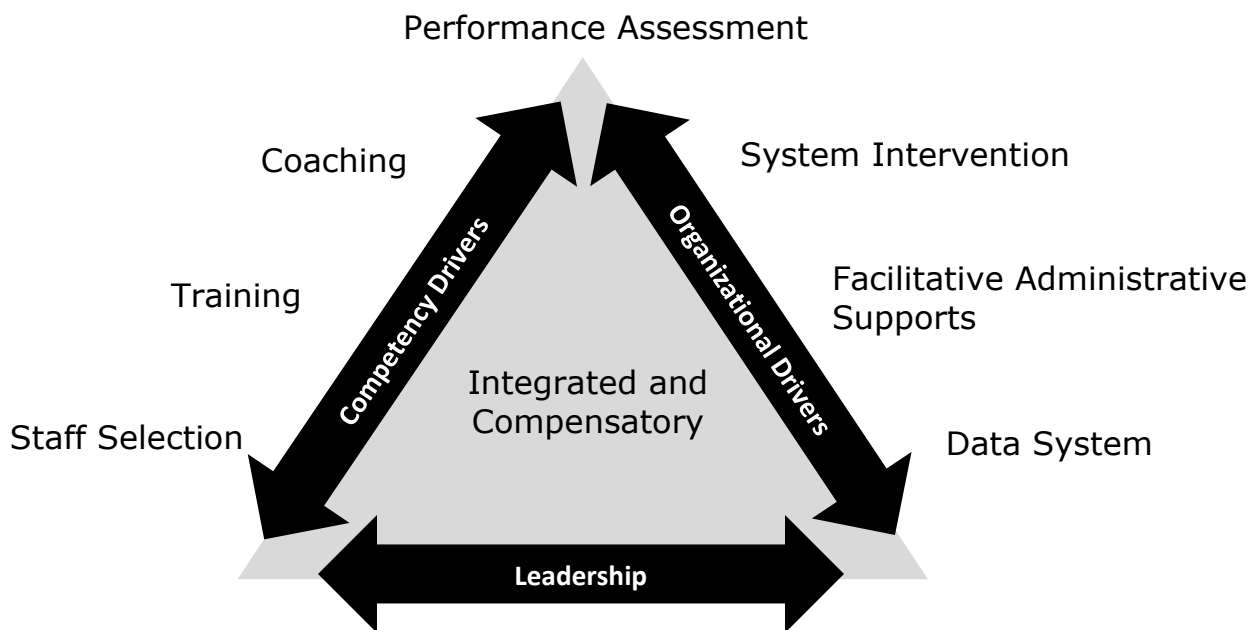 Performance Assessment
Coaching
System Intervention
Training
Facilitative Administrative
Supports
Competency Drivers
Organizational Drivers
Integrated and
Compensatory
Staff Selection
Data System
Leadership